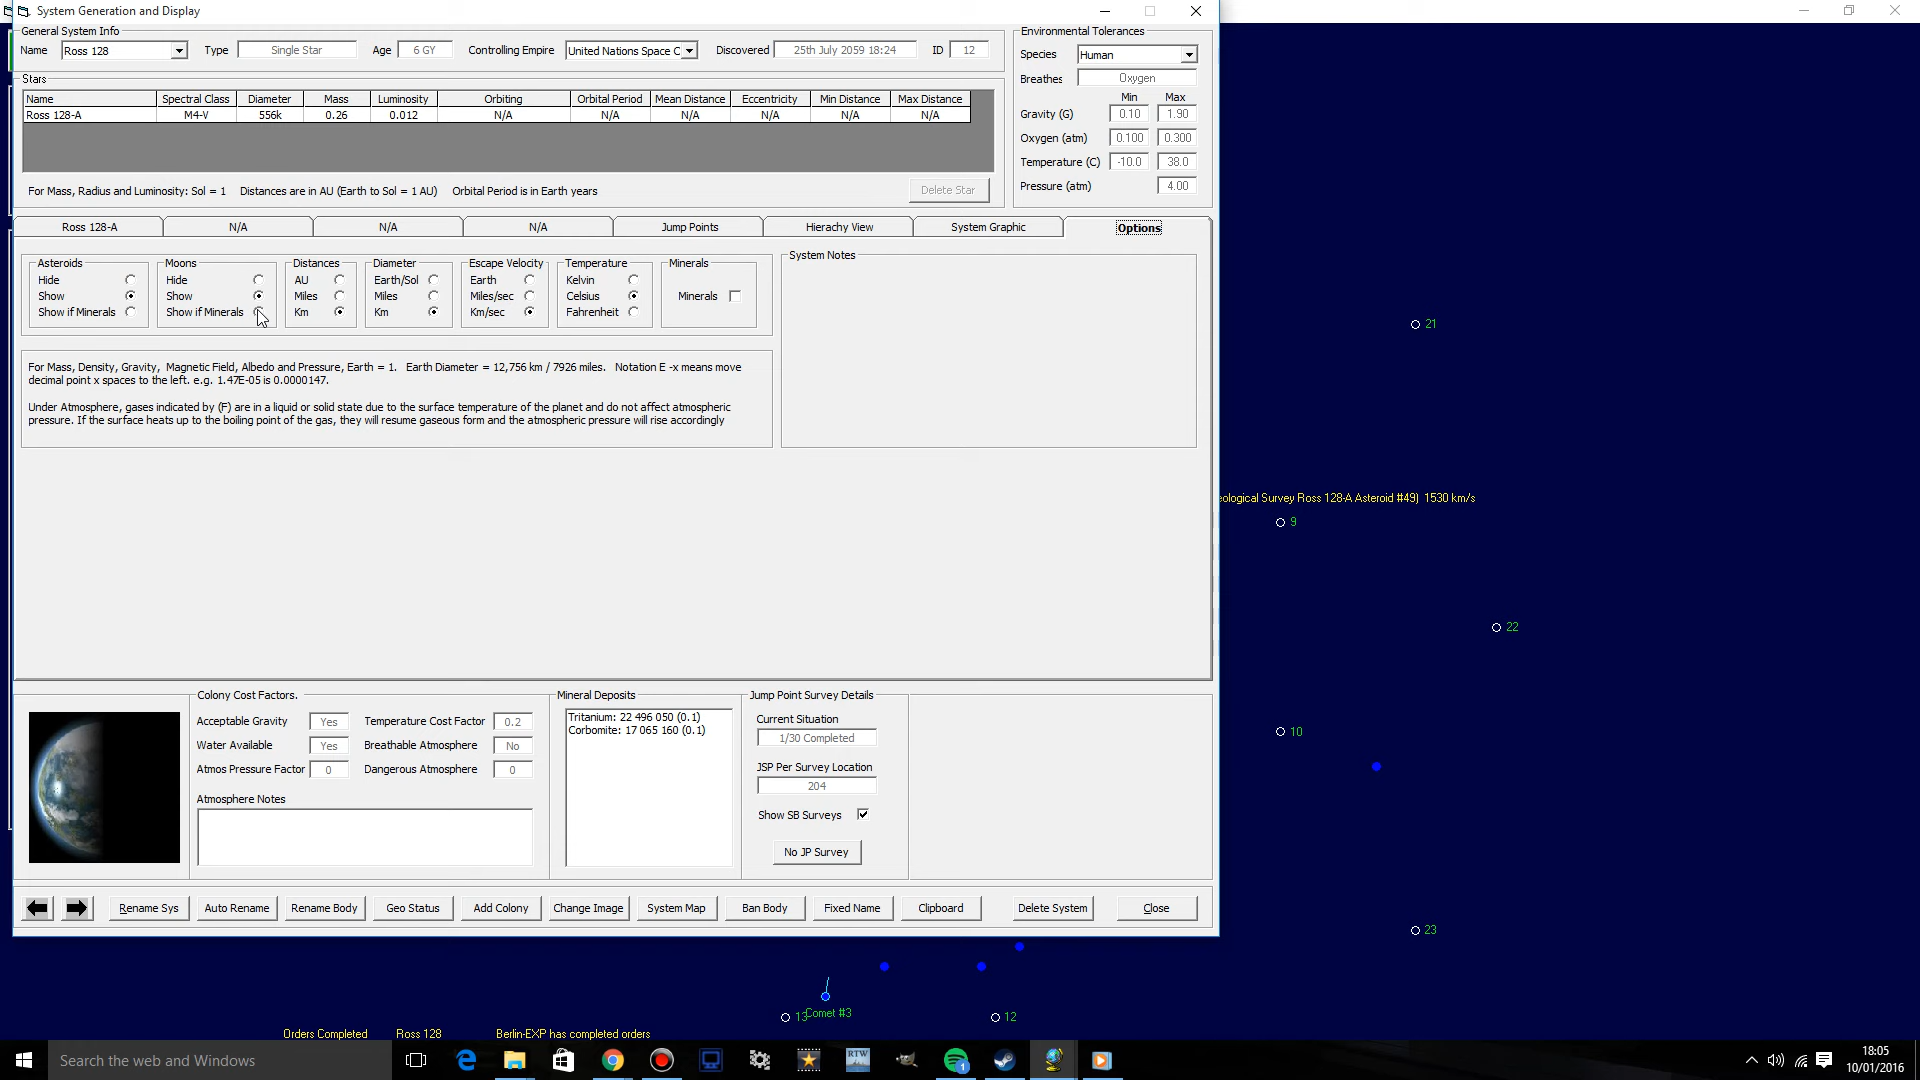 System Generation and Display
General System Info
Name Ross 128 Type Single Star Age 6 GY Controlling Empire United Nations Space C Discovered 25th July 2059 18:24 ID 12
Stars
Name Spectral Class Diameter Mass Luminosity Orbiting Orbital Period Mean Distance Eccentricity Min Distance Max Distance
Ross 128-A M4-V 556k 0.26 0.012 N/A N/A N/A N/A N/A N/A
For Mass, Radius and Luminosity: Sol = 1 Distances are in AU (Earth to Sol = 1 AU) Orbital Period is in Earth years
Delete Star
Environmental Tolerances
Species Human
Breathes Oxygen
Min Max
Gravity (G) 0.10 1.90
Oxygen (atm) 0.100 0.300
Temperature (C) -10.0 38.0
Pressure (atm) 4.00
Ross 128-A N/A N/A N/A Jump Points Hierachy View System Graphic Options
Asteroids
Hide
Show
Show if Minerals
Moons
Hide
Show
Show if Minerals
Distances
AU
Miles
Km
Diameter
Earth/Sol
Miles
Km
Escape Velocity
Earth
Miles/sec
Km/sec
Temperature
Kelvin
Celsius
Fahrenheit
Minerals
Minerals
System Notes
For Mass, Density, Gravity, Magnetic Field, Albedo and Pressure, Earth = 1. Earth Diameter = 12,756 km / 7926 miles. Notation E -x means move
decimal point x spaces to the left. e.g. 1.47E-05 is 0.0000147.
Under Atmosphere, gases indicated by (F) are in a liquid or solid state due to the surface temperature of the planet and do not affect atmospheric
pressure. If the surface heats up to the boiling point of the gas, they will resume gaseous form and the atmospheric pressure will rise accordingly
Colony Cost Factors.
Acceptable Gravity Yes Temperature Cost Factor 0.2
Water Available Yes Breathable Atmosphere No
Atmos Pressure Factor 0 Dangerous Atmosphere 0
Atmosphere Notes
Mineral Deposits
Tritanium: 22 496 050 (0.1)
Corbomite: 17 065 160 (0.1)
Jump Point Survey Details
Current Situation
1/30 Completed
JSP Per Survey Location
204
Show SB Surveys
No JP Survey
Rename Sys Auto Rename Rename Body Geo Status Add Colony Change Image System Map Ban Body Fixed Name Clipboard Delete System Close
21
eological Survey Ross 128-A Asteroid #49) 1530 km/s
9
22
10
23
13 Comet #3
12
Orders Completed Ross 128 Berlin-EXP has completed orders
Search the web and Windows
RTW
1
18:05
10/01/2016